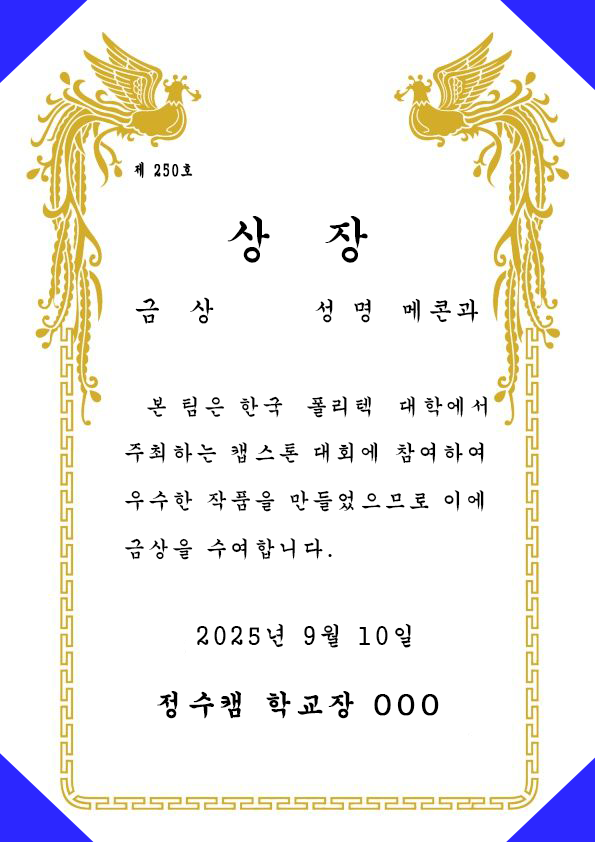 제 250호
상 장
금 상 성 명 메콘과
본 팀은 한국 폴리텍 대학에서
주최하는 캡스톤 대회에 참여하여
우수한 작품을 만들었으므로 이에
금상을 수여합니다.
2025년 9월 10일
정수캠 학교장 OOO